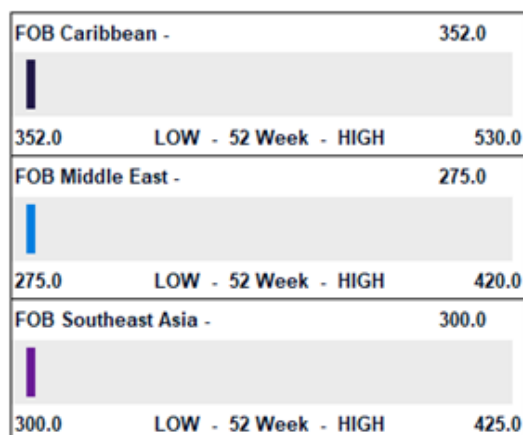 FOB Caribbean - 352.0
352.0 LOW - 52 Week - HIGH 530.0
FOB Middle East - 275.0
275.0 LOW - 52 Week - HIGH 420.0
FOB Southeast Asia - 300.0
300.0 LOW - 52 Week - HIGH 425.0